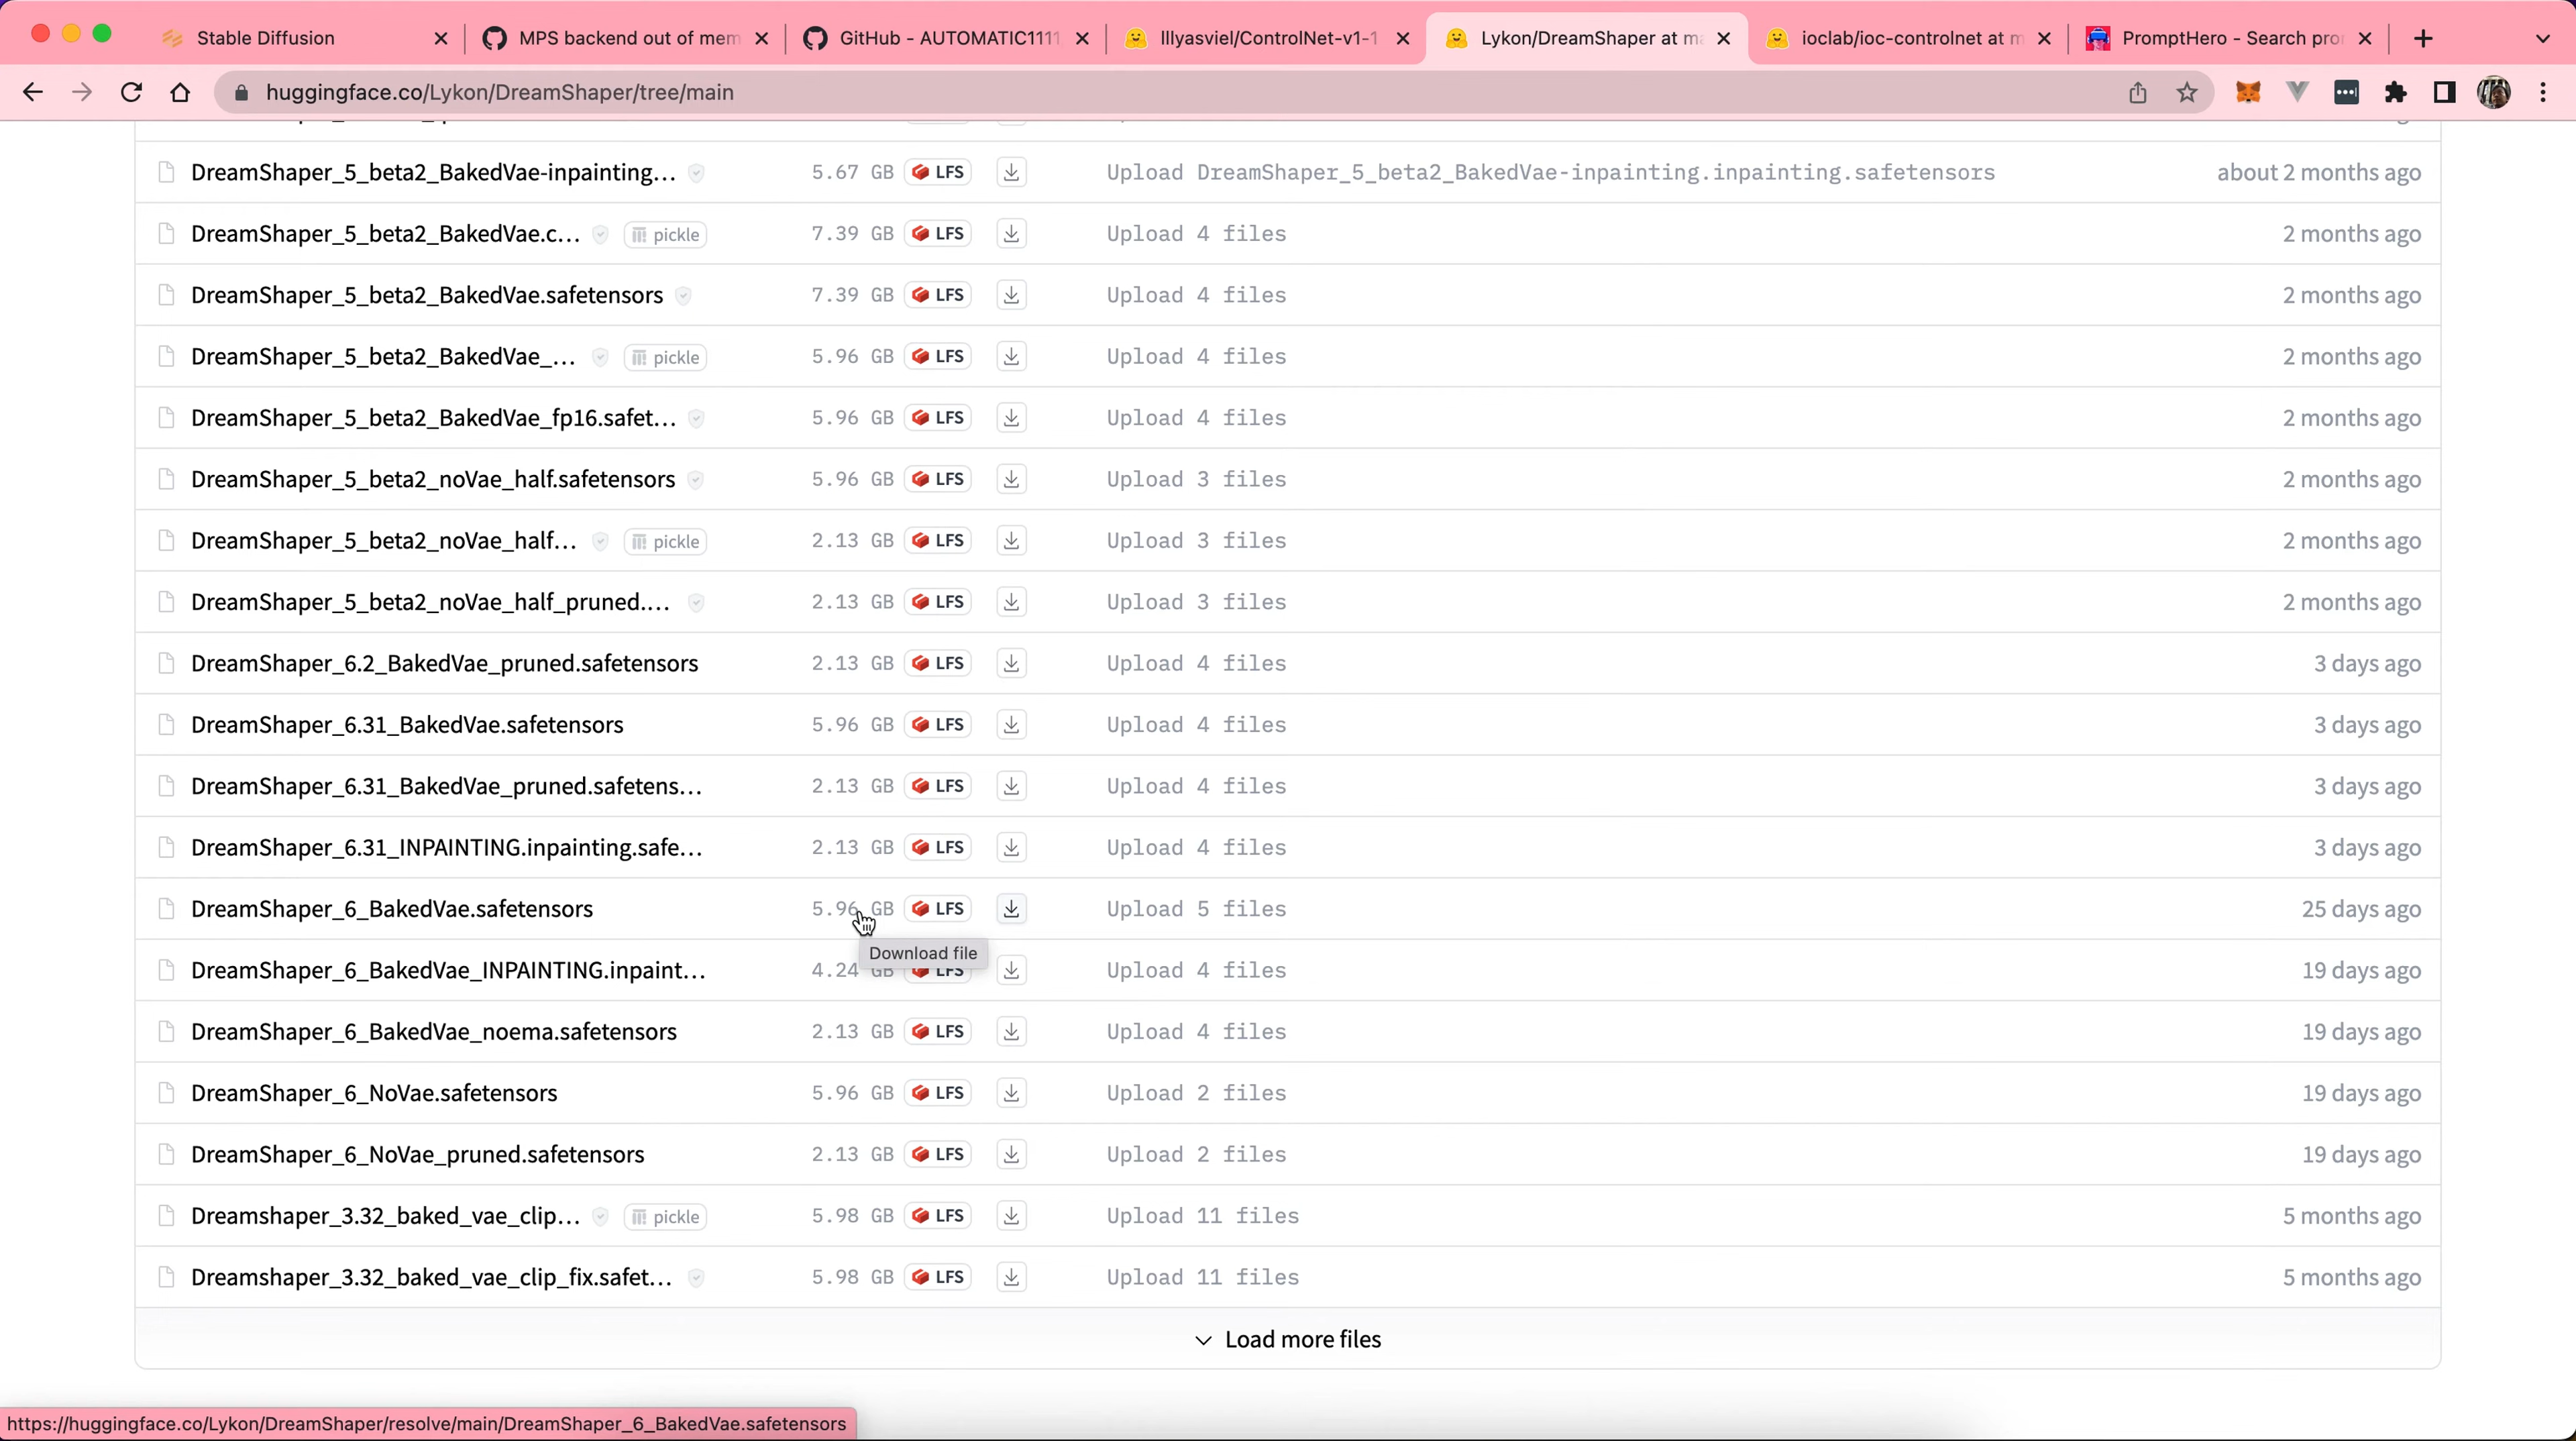 Stable Diffusion
MPS backend out of mem
GitHub - AUTOMATIC1111
lllyasviel/ControlNet-v1-1
Lykon/DreamShaper at ma
ioclab/ioc-controlnet at m
PromptHero - Search pro
huggingface.co/Lykon/DreamShaper/tree/main
DreamShaper_5_beta2_BakedVae-inpainting… 5.67 GB LFS Upload DreamShaper_5_beta2_BakedVae-inpainting.inpainting.safetensors about 2 months ago
DreamShaper_5_beta2_BakedVae.c… pickle 7.39 GB LFS Upload 4 files 2 months ago
DreamShaper_5_beta2_BakedVae.safetensors 7.39 GB LFS Upload 4 files 2 months ago
DreamShaper_5_beta2_BakedVae_… pickle 5.96 GB LFS Upload 4 files 2 months ago
DreamShaper_5_beta2_BakedVae_fp16.safet… 5.96 GB LFS Upload 4 files 2 months ago
DreamShaper_5_beta2_noVae_half.safetensors 5.96 GB LFS Upload 3 files 2 months ago
DreamShaper_5_beta2_noVae_half… pickle 2.13 GB LFS Upload 3 files 2 months ago
DreamShaper_5_beta2_noVae_half_pruned.… 2.13 GB LFS Upload 3 files 2 months ago
DreamShaper_6.2_BakedVae_pruned.safetensors 2.13 GB LFS Upload 4 files 3 days ago
DreamShaper_6.31_BakedVae.safetensors 5.96 GB LFS Upload 4 files 3 days ago
DreamShaper_6.31_BakedVae_pruned.safetens… 2.13 GB LFS Upload 4 files 3 days ago
DreamShaper_6.31_INPAINTING.inpainting.safe… 2.13 GB LFS Upload 4 files 3 days ago
DreamShaper_6_BakedVae.safetensors 5.96 GB LFS Upload 5 files 25 days ago
Download file
DreamShaper_6_BakedVae_INPAINTING.inpaint… 4.24 GB LFS Upload 4 files 19 days ago
DreamShaper_6_BakedVae_noema.safetensors 2.13 GB LFS Upload 4 files 19 days ago
DreamShaper_6_NoVae.safetensors 5.96 GB LFS Upload 2 files 19 days ago
DreamShaper_6_NoVae_pruned.safetensors 2.13 GB LFS Upload 2 files 19 days ago
Dreamshaper_3.32_baked_vae_clip… pickle 5.98 GB LFS Upload 11 files 5 months ago
Dreamshaper_3.32_baked_vae_clip_fix.safet… 5.98 GB LFS Upload 11 files 5 months ago
Load more files
https://huggingface.co/Lykon/DreamShaper/resolve/main/DreamShaper_6_BakedVae.safetensors